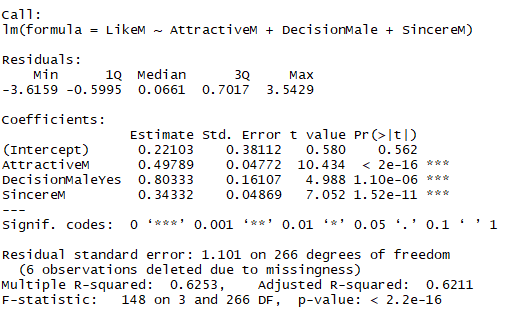 Call:
lm(formula = LikeM ~ AttractiveM + DecisionMale + SincereM)
Residuals:
    Min      1Q  Median      3Q     Max
-3.6159 -0.5995  0.0661  0.7017  3.5429
Coefficients:
                Estimate Std. Error t value Pr(>|t|)
(Intercept)      0.22103    0.38112   0.580    0.562
AttractiveM      0.49789    0.04772  10.434  < 2e-16 ***
DecisionMaleYes  0.80333    0.16107   4.988 1.10e-06 ***
SincereM         0.34332    0.04869   7.052 1.52e-11 ***
---
Signif. codes:  0 ‘***’ 0.001 ‘**’ 0.01 ‘*’ 0.05 ‘.’ 0.1 ‘ ’ 1
Residual standard error: 1.101 on 266 degrees of freedom
  (6 observations deleted due to missingness)
Multiple R-squared:  0.6253,    Adjusted R-squared:  0.6211
F-statistic:   148 on 3 and 266 DF,  p-value: < 2.2e-16